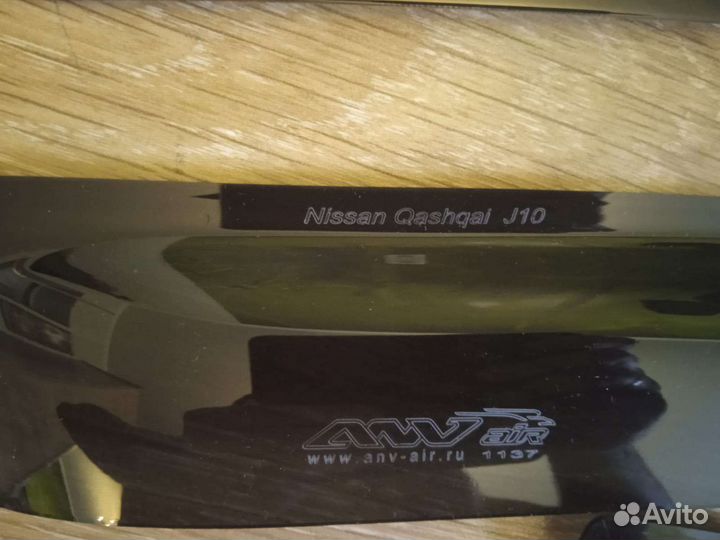 Nissan Qashqai J10
ANV air
www.anv-air.ru 1137
Avito